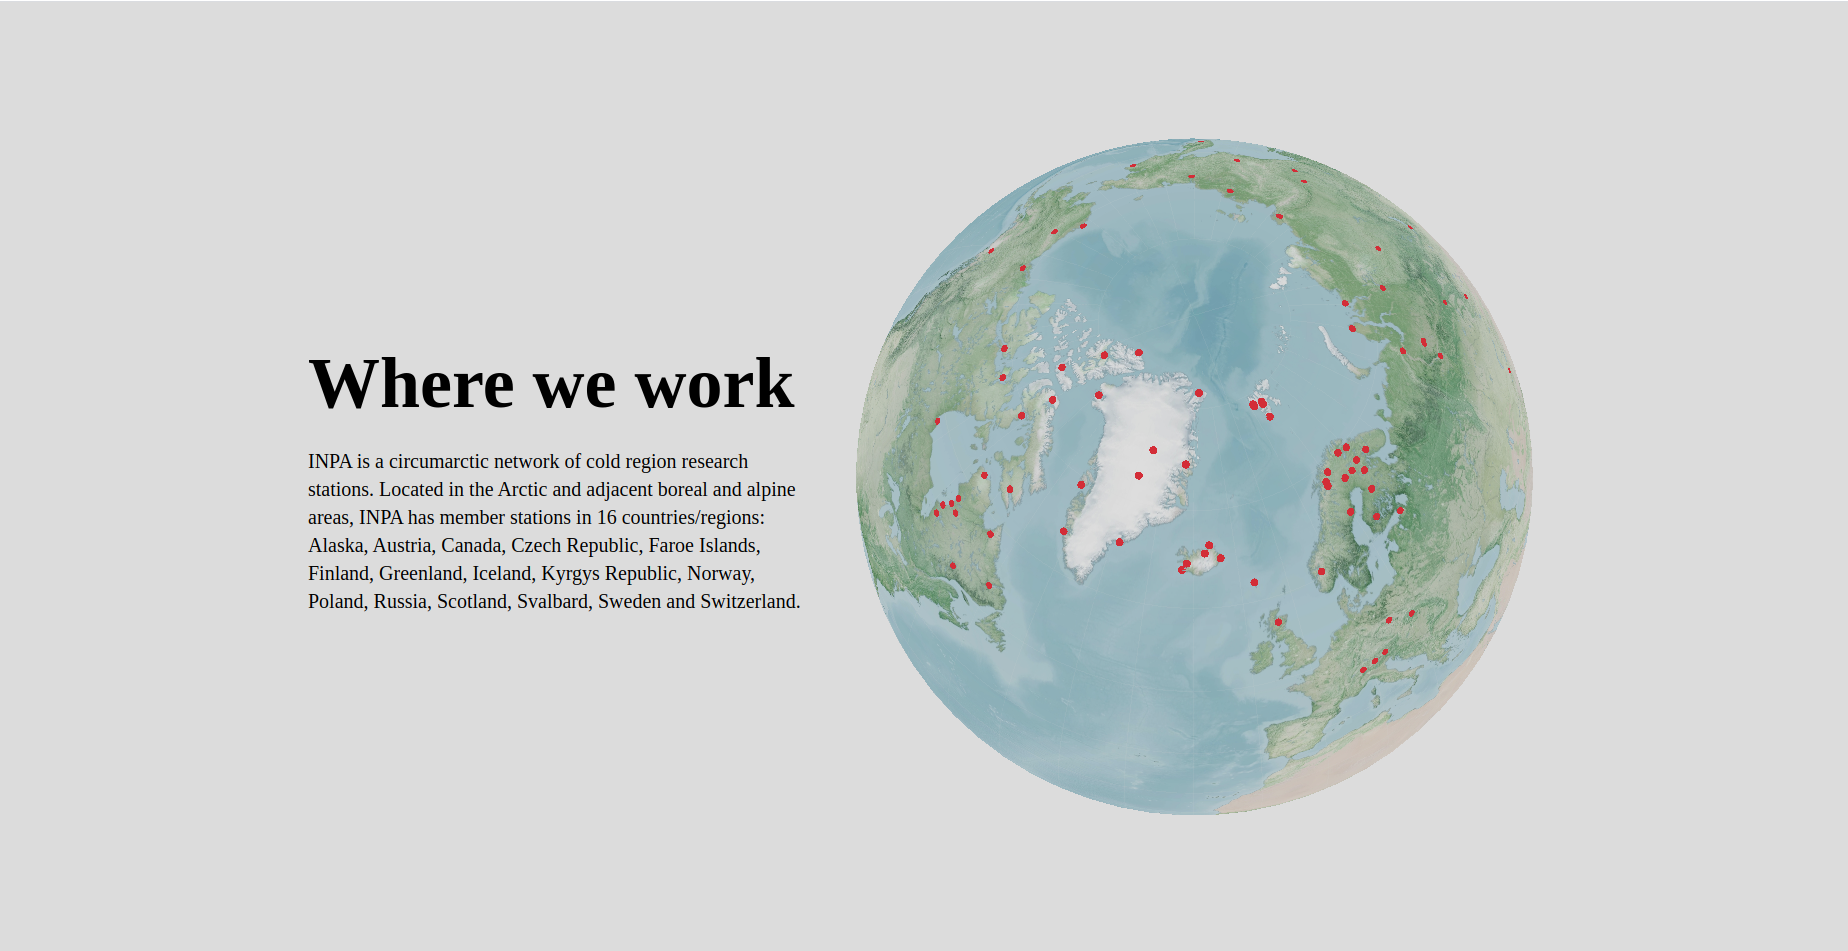 Where we work
INPA is a circumarctic network of cold region research
stations. Located in the Arctic and adjacent boreal and alpine
areas, INPA has member stations in 16 countries/regions:
Alaska, Austria, Canada, Czech Republic, Faroe Islands,
Finland, Greenland, Iceland, Kyrgys Republic, Norway,
Poland, Russia, Scotland, Svalbard, Sweden and Switzerland.